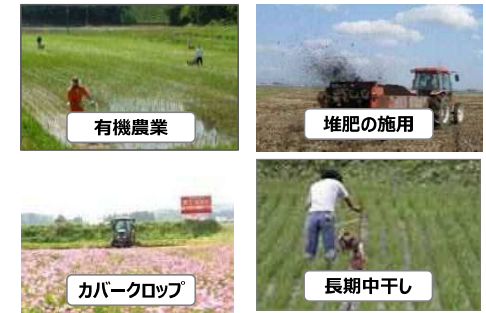 有機農業
堆肥の施用
カバークロップ
長期中干し